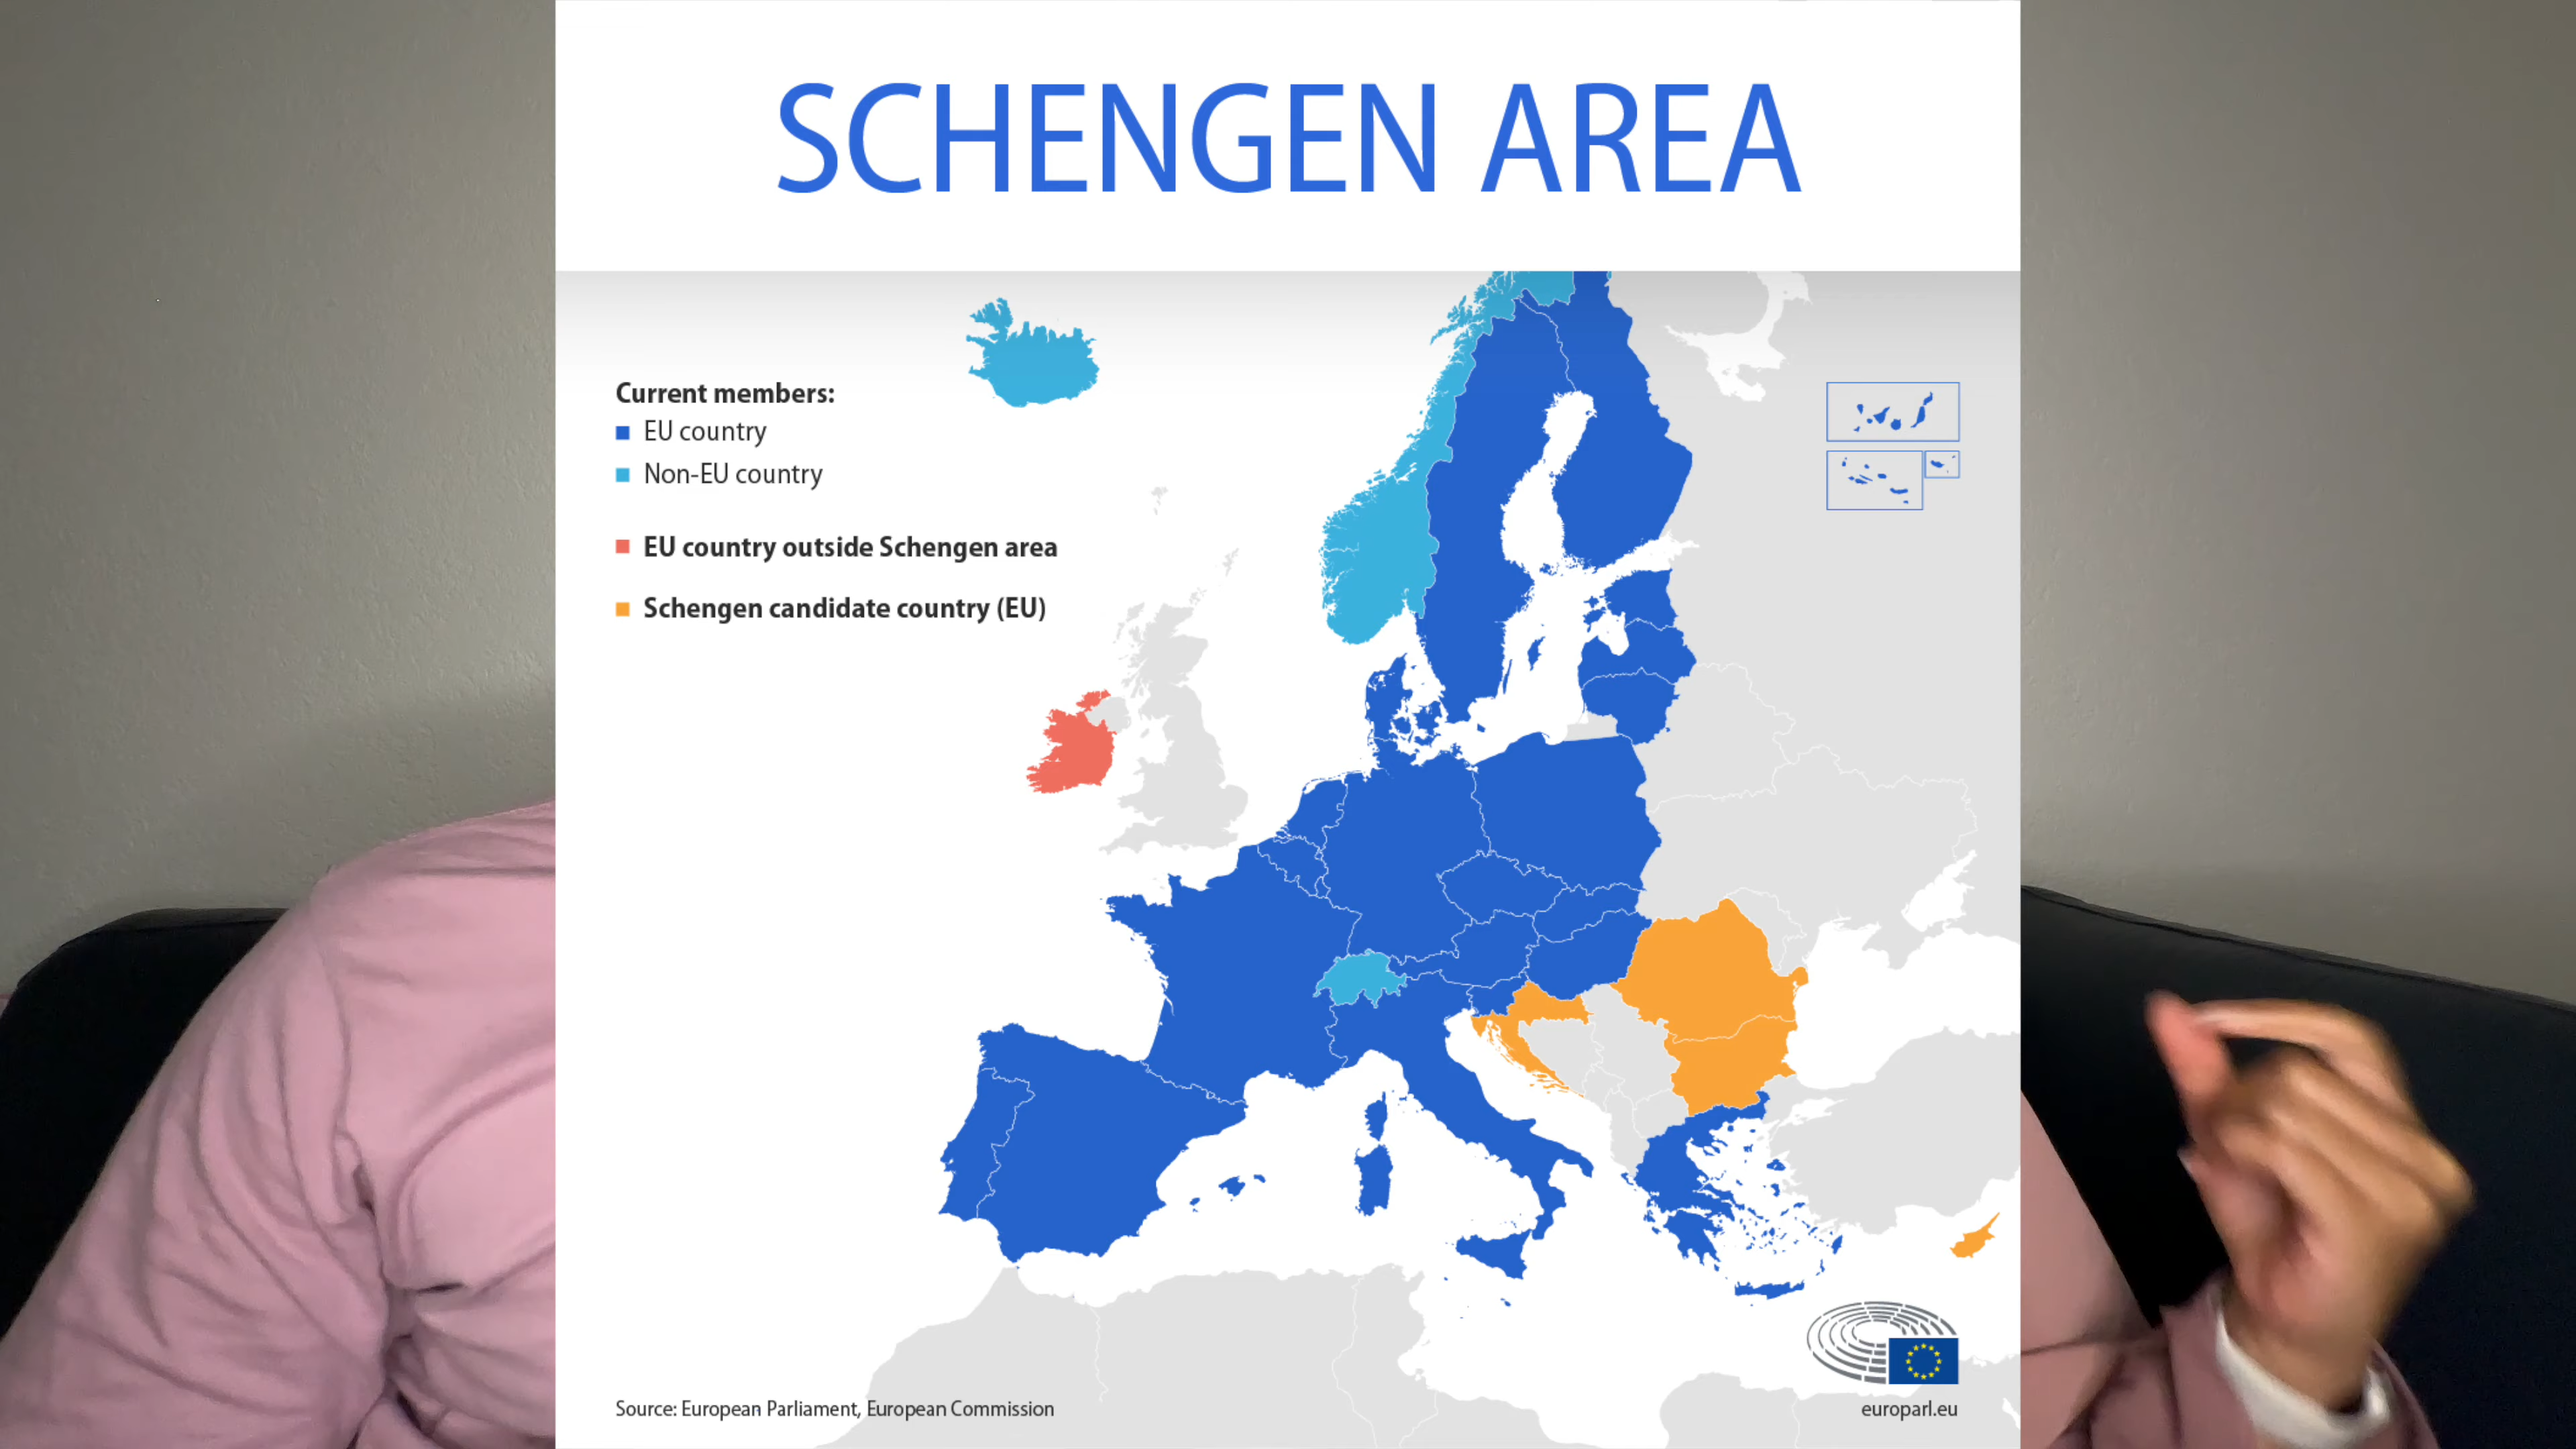 SCHENGEN AREA
Current members:
EU country
Non-EU country
EU country outside Schengen area
Schengen candidate country (EU)
Source: European Parliament, European Commission
europarl.eu